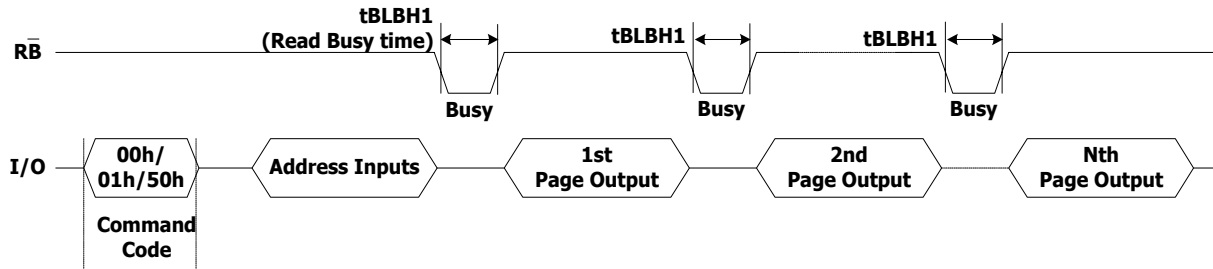 tBLBH1
(Read Busy time)
tBLBH1
tBLBH1
RB̅
Busy
Busy
Busy
I/O
00h/
01h/50h
Address Inputs
1st
Page Output
2nd
Page Output
Nth
Page Output
Command
Code